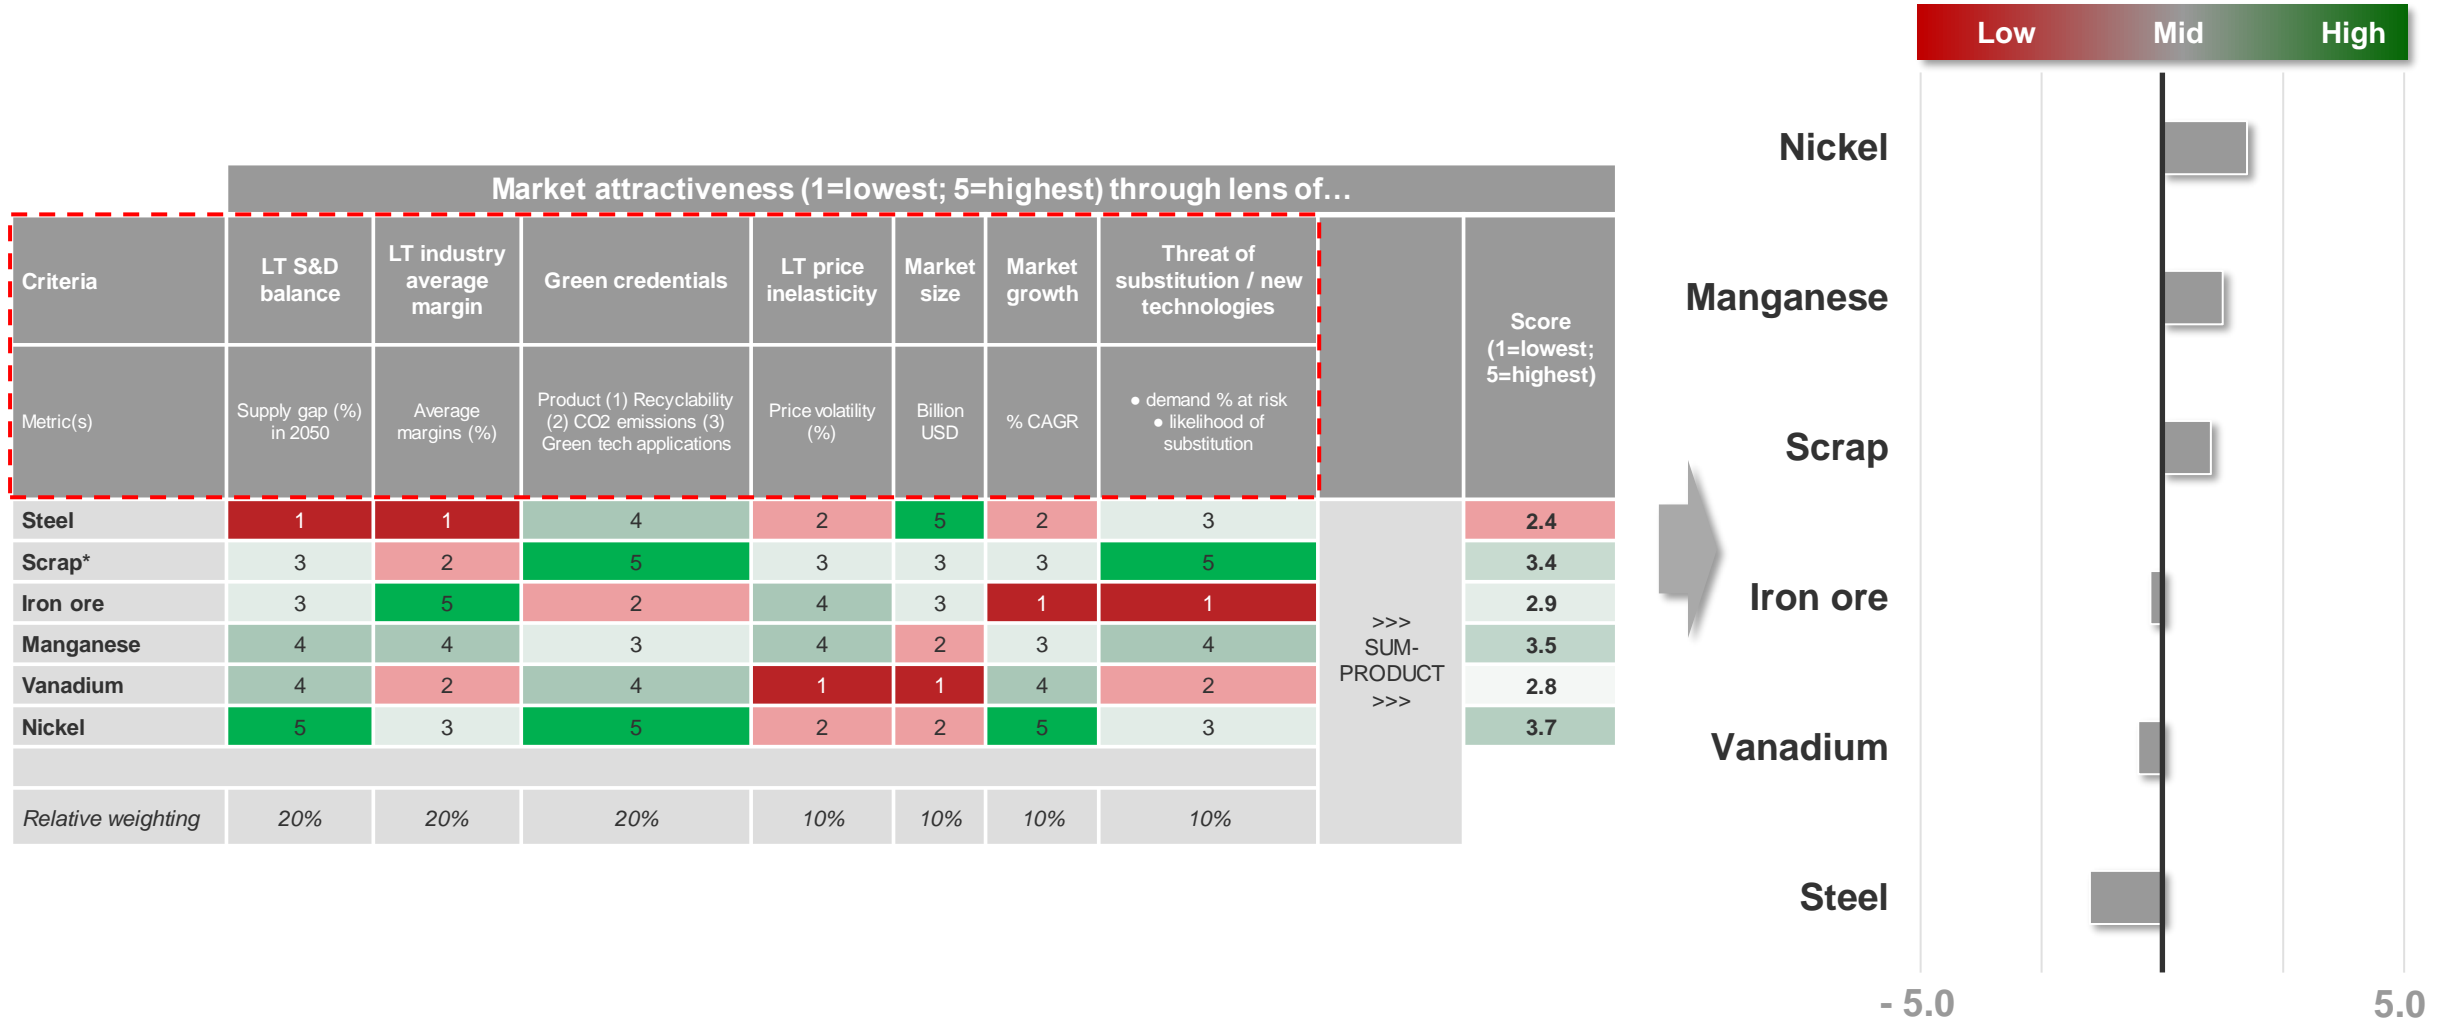 Market attractiveness (1=lowest; 5=highest) through lens of…
Criteria
LT S&D
balance
LT industry
average
margin
Green credentials
LT price
inelasticity
Market
size
Market
growth
Threat of
substitution / new
technologies
Score
(1=lowest;
5=highest)
Metric(s)
Supply gap (%)
in 2050
Average
margins (%)
Product (1) Recyclability
(2) CO2 emissions (3)
Green tech applications
Price volatility
(%)
Billion
USD
% CAGR
● demand % at risk
● likelihood of
substitution
Steel 1 1 4 2 5 2 3 2.4
Scrap* 3 2 5 3 3 3 5 3.4
Iron ore 3 5 2 4 3 1 1 2.9
Manganese 4 4 3 4 2 3 4 3.5
Vanadium 4 2 4 1 1 4 2 2.8
Nickel 5 3 5 2 2 5 3 3.7
>>>
SUM-
PRODUCT
>>>
Relative weighting 20% 20% 20% 10% 10% 10% 10%
Low Mid High
Nickel
Manganese
Scrap
Iron ore
Vanadium
Steel
- 5.0 5.0